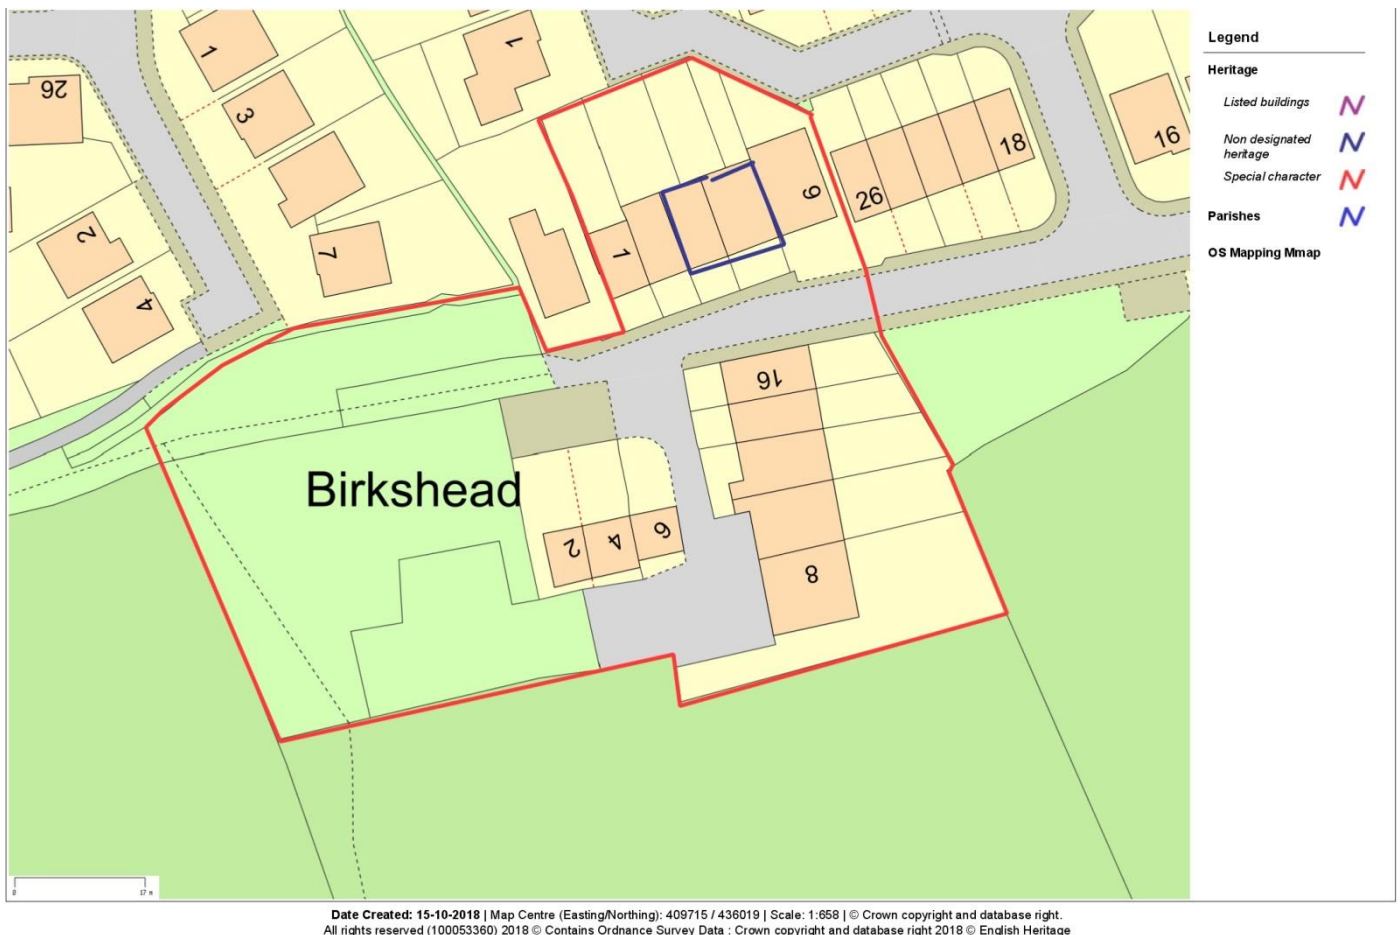 1
26
3
1
2
7
4
1
9
26
18
16
16
Birkshead
2
4
6
8
0
17 m
Legend
Heritage
Listed buildings
Non designated
heritage
Special character
Parishes
OS Mapping Mmap
Date Created: 15-10-2018 | Map Centre (Easting/Northing): 409715 / 436019 | Scale: 1:658 | © Crown copyright and database right.
All rights reserved (100053360) 2018 © Contains Ordnance Survey Data : Crown copyright and database right 2018 © English Heritage